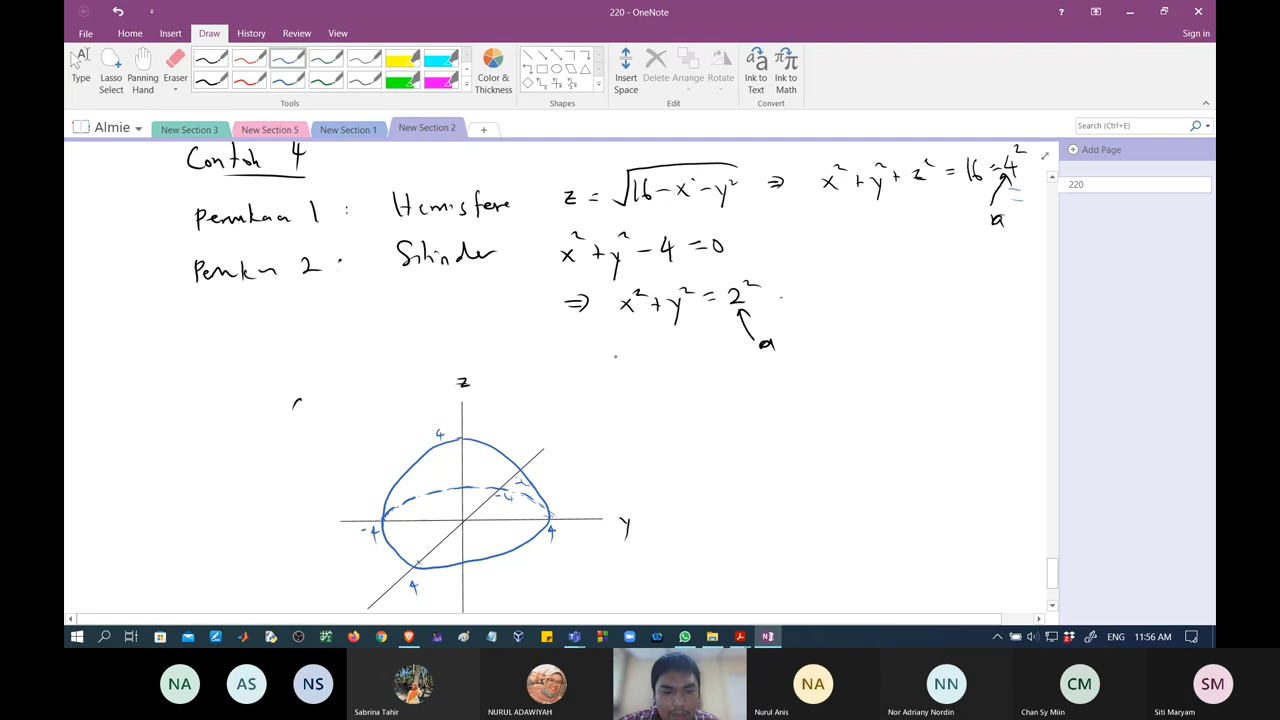 220 - OneNote
? 
Sign in
File Home Insert Draw History Review View
Type Lasso Select Panning Hand Eraser Color & Thickness Insert Space Delete Arrange Rotate Ink to Text Ink to Math
Tools Shapes Edit Convert
Almie New Section 3 New Section 5 New Section 1 New Section 2 + Search (Ctrl+E)
Add Page
220
Contoh 4
Permukaan 1 : Hemisfere z = √(16 − x² − y²) ⇒ x² + y² + z² = 16 = 4²
a
2 : Silinder x² + y² − 4 = 0
⇒ x² + y² = 2²
a
z
4
-4
-4 4 y
4
ENG 11:56 AM
NA AS NS NA NN CM SM
Sabrina Tahir NURUL ADAWIYAH Nurul Anis Nor Adriany Nordin Chan Sy Miin Siti Maryam